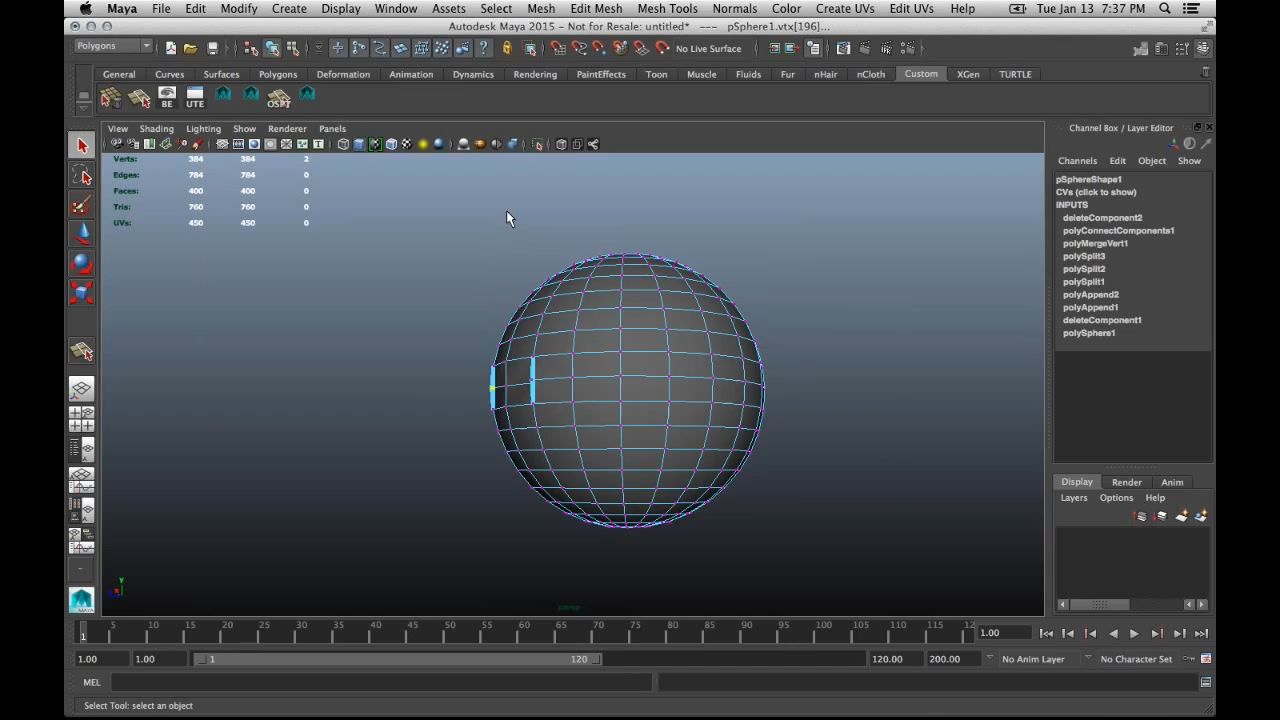 Maya File Edit Modify Create Display Window Assets Select Mesh Edit Mesh Mesh Tools Normals Color Create UVs Edit UVs Help Tue Jan 13 7:37 PM
Autodesk Maya 2015 - Not for Resale: untitled* --- pSphere1.vtx[196]...
Polygons No Live Surface
General Curves Surfaces Polygons Deformation Animation Dynamics Rendering PaintEffects Toon Muscle Fluids Fur nHair nCloth Custom XGen TURTLE
BE UTE OSPT
View Shading Lighting Show Renderer Panels
Channel Box / Layer Editor
Channels Edit Object Show
Verts: 384 384 2
Edges: 784 784 0
Faces: 400 400 0
Tris: 760 760 0
UVs: 450 450 0
pSphereShape1
CVs (click to show)
INPUTS
deleteComponent2
polyConnectComponents1
polyMergeVert1
polySplit3
polySplit2
polySplit1
polyAppend2
polyAppend1
deleteComponent1
polySphere1
Display Render Anim
Layers Options Help
y
persp
MAYA
1 5 10 15 20 25 30 35 40 45 50 55 60 65 70 75 80 85 90 95 100 105 110 115 12 1.00
1.00 1.00 1 120 120.00 200.00 No Anim Layer No Character Set
MEL
Select Tool: select an object